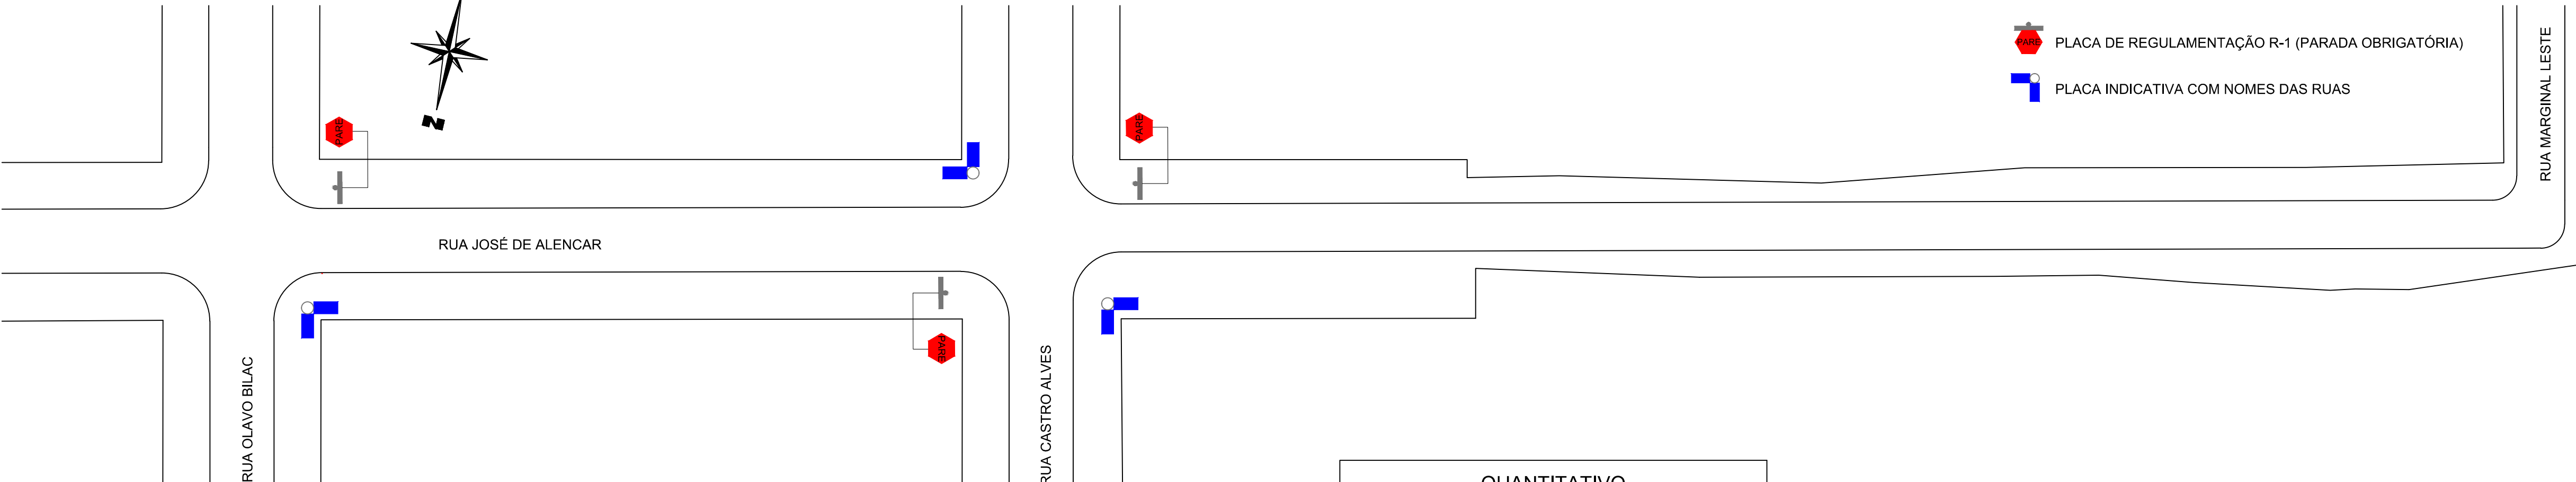 PARE PLACA DE REGULAMENTAÇÃO R-1 (PARADA OBRIGATÓRIA)
PLACA INDICATIVA COM NOMES DAS RUAS
RUA MARGINAL LESTE
N
PARE
PARE
RUA JOSÉ DE ALENCAR
PARE
RUA OLAVO BILAC
RUA CASTRO ALVES
QUANTITATIVO